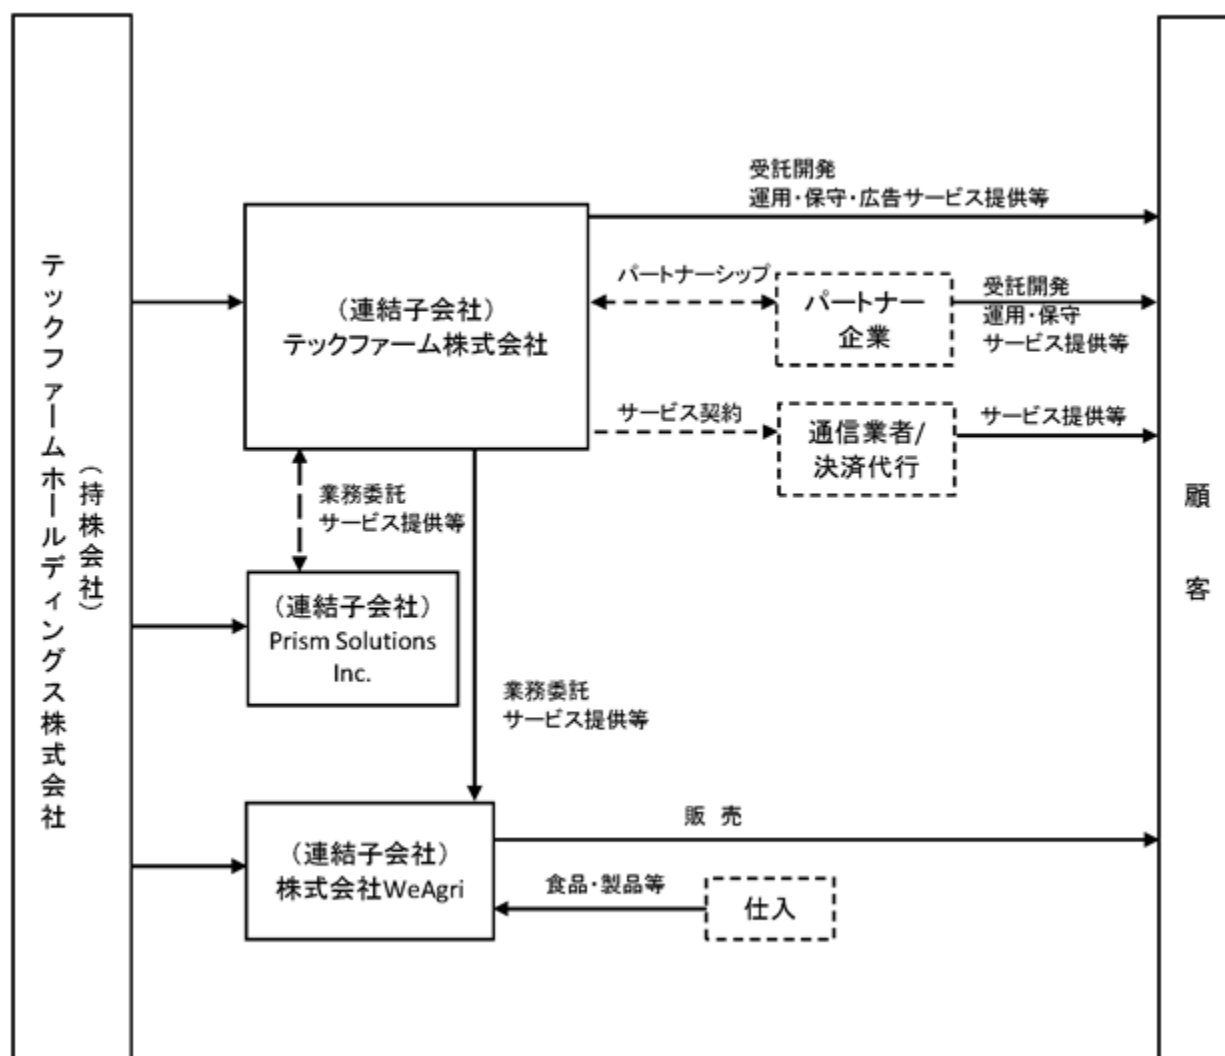 テックファームホールディングス株式会社
（持株会社）
（連結子会社）
テックファーム株式会社
受託開発
運用・保守・広告サービス提供等
パートナーシップ
パートナー
企業
受託開発
運用・保守
サービス提供等
サービス契約
通信業者/
決済代行
サービス提供等
業務委託
サービス提供等
（連結子会社）
Prism Solutions
Inc.
業務委託
サービス提供等
（連結子会社）
株式会社WeAgri
販　売
食品・製品等
仕入
顧　客